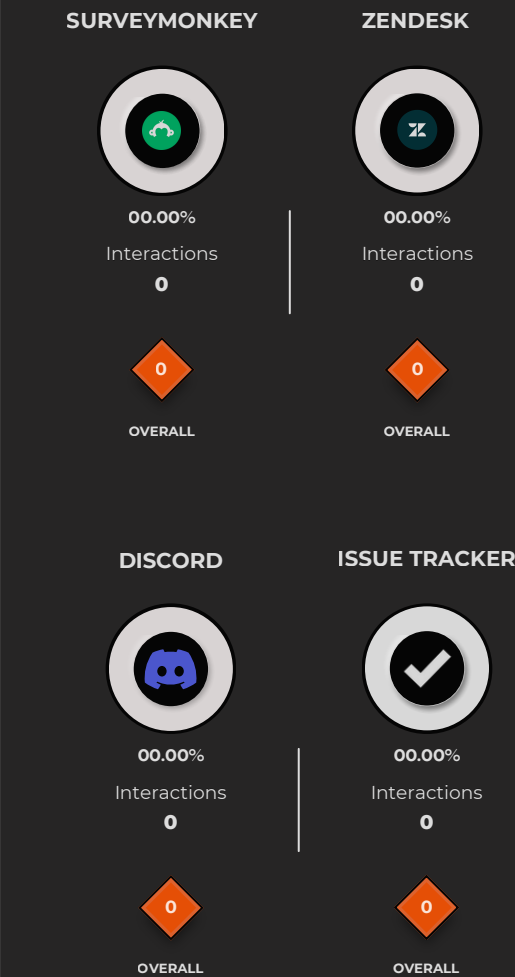 SURVEYMONKEY ZENDESK
00.00% 00.00%
Interactions Interactions
0 0
0 0
OVERALL OVERALL
DISCORD ISSUE TRACKER
00.00% 00.00%
Interactions Interactions
0 0
0 0
OVERALL OVERALL